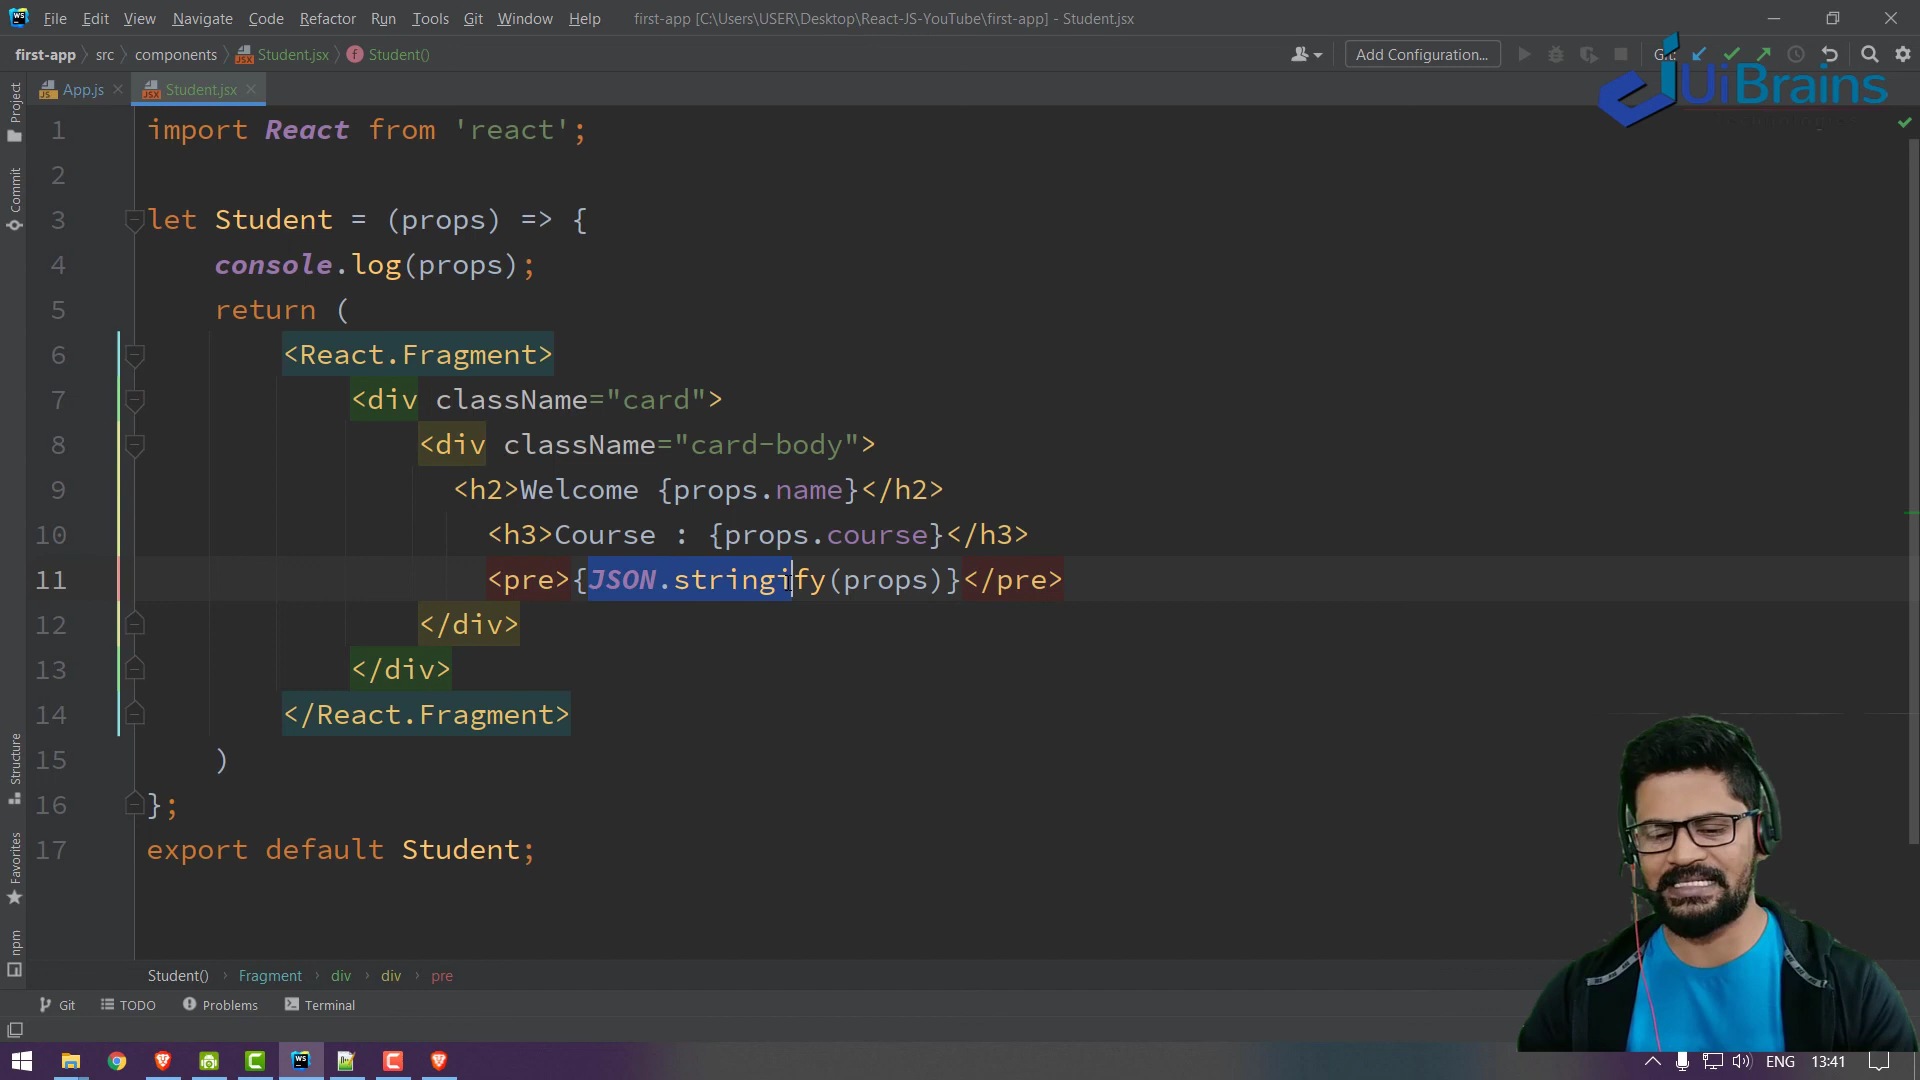 File Edit View Navigate Code Refactor Run Tools Git Window Help first-app [C:\Users\USER\Desktop\React-JS-YouTube\first-app] - Student.jsx
first-app src components Student.jsx Student() Add Configuration... Git:
UiBrains
App.js Student.jsx
Project
Commit
Structure
Favorites
npm
1 import React from 'react';
2
3 let Student = (props) => {
4 console.log(props);
5 return (
6 <React.Fragment>
7 <div className="card">
8 <div className="card-body">
9 <h2>Welcome {props.name}</h2>
10 <h3>Course : {props.course}</h3>
11 <pre>{JSON.stringify(props)}</pre>
12 </div>
13 </div>
14 </React.Fragment>
15 )
16 };
17 export default Student;
Student() Fragment div div pre
Git TODO Problems Terminal
ENG 13:41